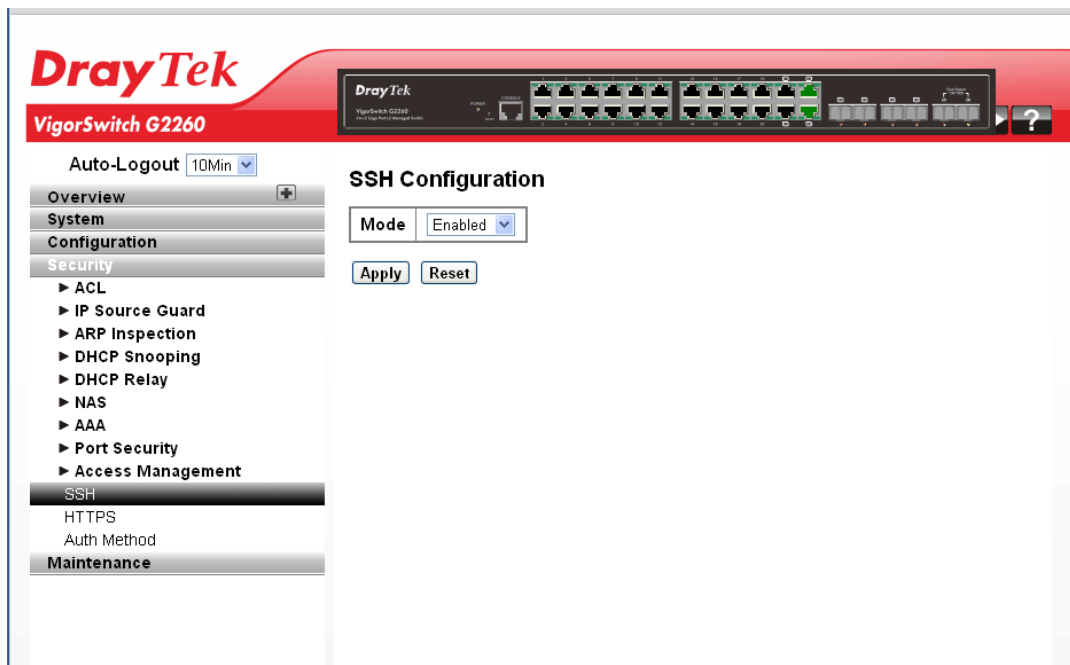 DrayTek
VigorSwitch G2260
DrayTek
VigorSwitch G2260
POWER
CONSOLE
?
Auto-Logout 10Min
Overview
System
Configuration
Security
ACL
IP Source Guard
ARP Inspection
DHCP Snooping
DHCP Relay
NAS
AAA
Port Security
Access Management
SSH
HTTPS
Auth Method
Maintenance
SSH Configuration
Mode Enabled
Apply Reset